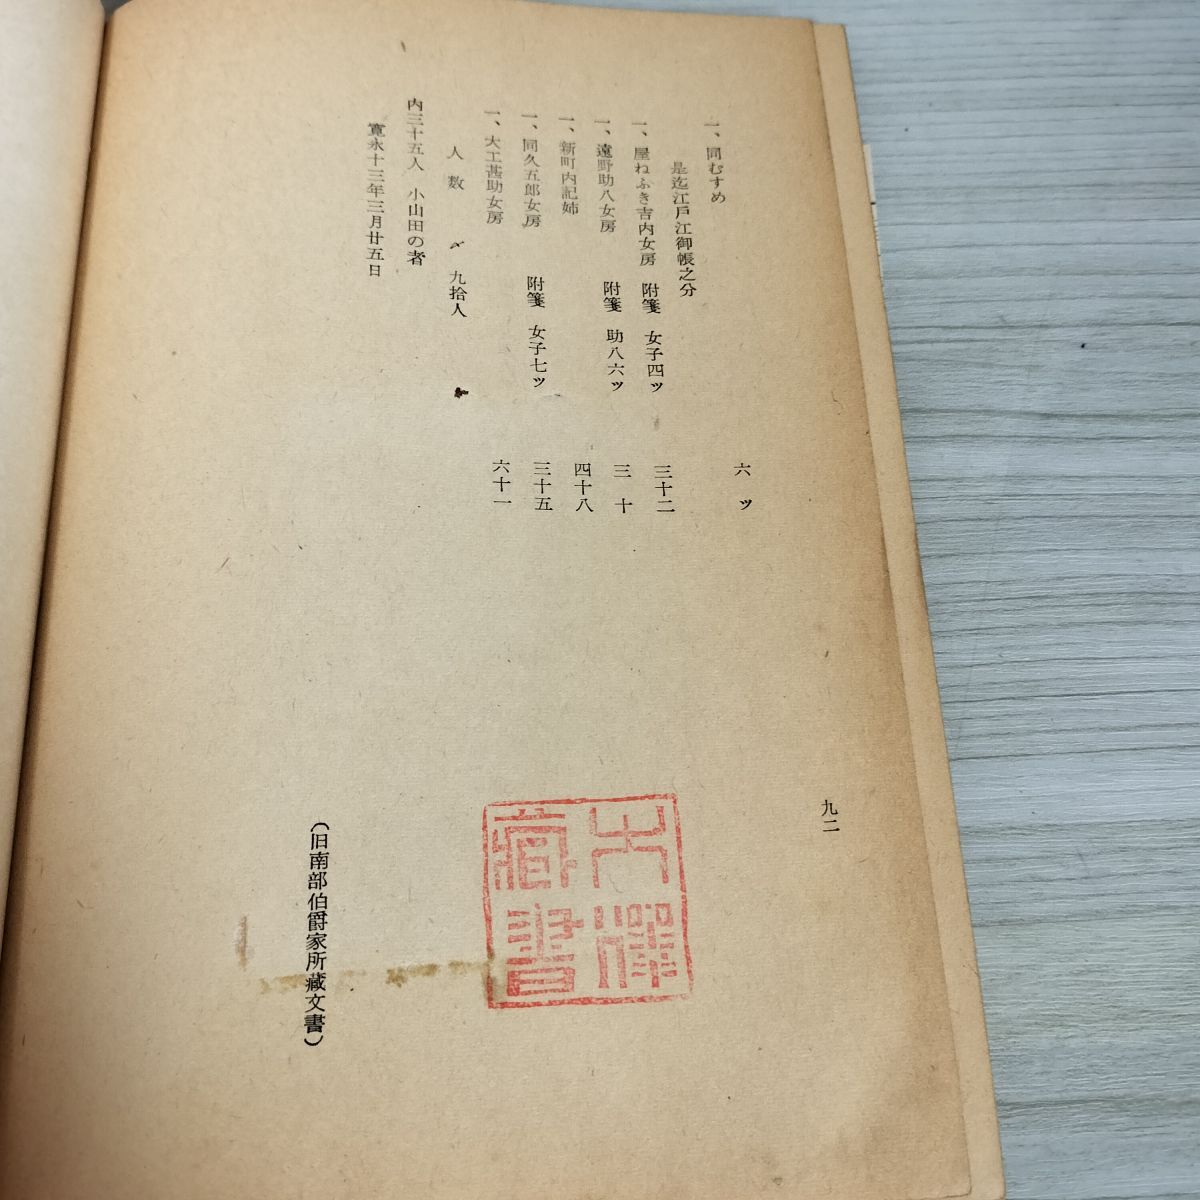 一、同むすめ　六ッ
是迄江戸江御帳之分
一、屋ねふき吉内女房　附箋　女子四ッ　三十二
一、遠野助八女房　附箋　助八六ッ　三十
一、新町内記姉　四十八
一、同久五郎女房　附箋　女子七ッ　三十五
一、大工甚助女房　六十一
人数　〆　九拾人
内三十五人　小山田の者
寛永十三年三月廿五日
（旧南部伯爵家所藏文書）
九二
藏書